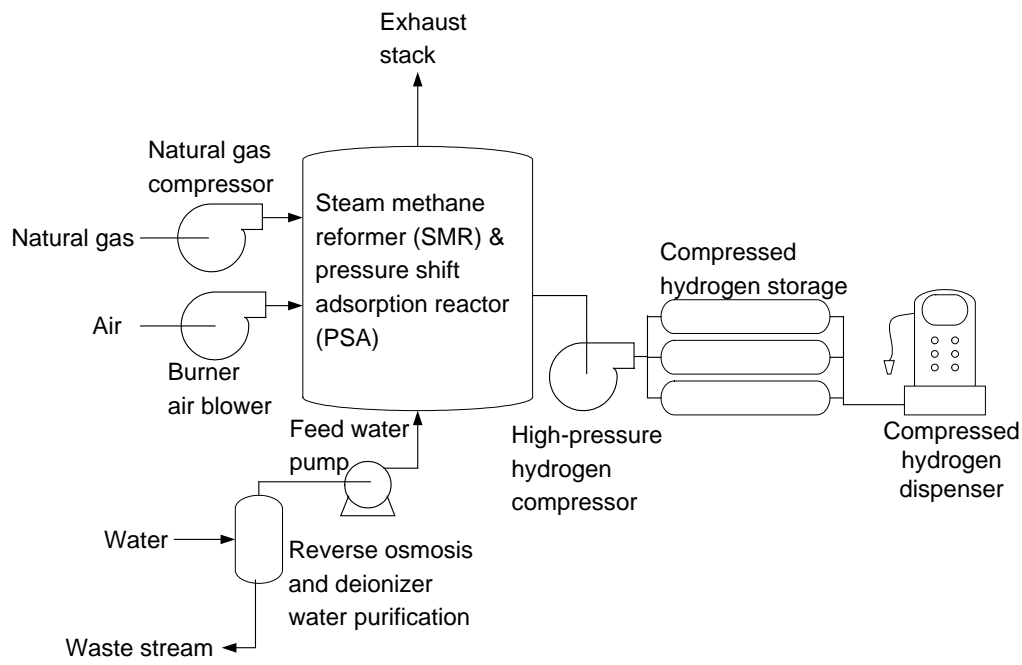 Exhaust
stack
Natural gas
compressor
Natural gas
Steam methane
reformer (SMR) &
pressure shift
adsorption reactor
(PSA)
Air
Burner
air blower
Compressed
hydrogen storage
Feed water
pump
High-pressure
hydrogen
compressor
Compressed
hydrogen
dispenser
Water
Reverse osmosis
and deionizer
water purification
Waste stream